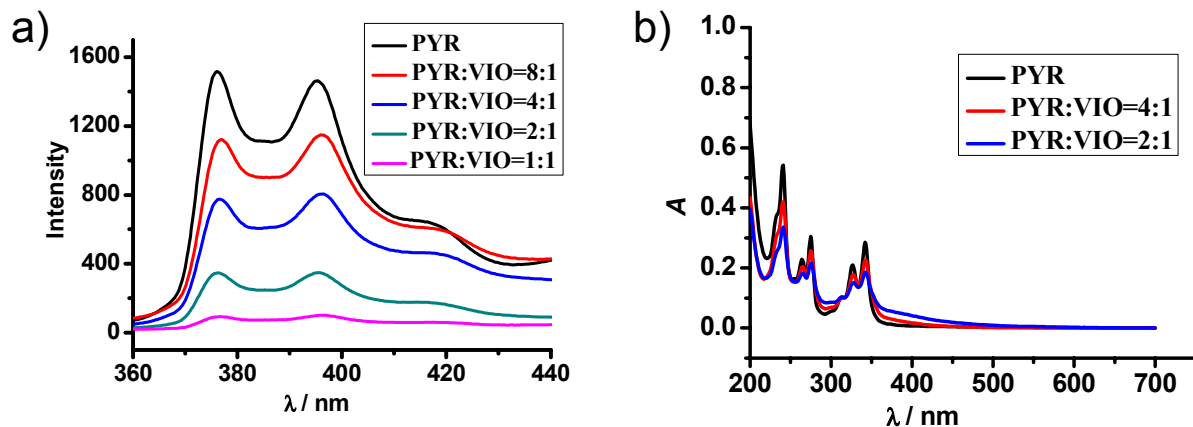 a)
1600
1200
800
400
0
Intensity
360 380 400 420 440
λ / nm
PYR
PYR:VIO=8:1
PYR:VIO=4:1
PYR:VIO=2:1
PYR:VIO=1:1
b)
1.0
0.8
0.6
0.4
0.2
0.0
A
200 300 400 500 600 700
λ / nm
PYR
PYR:VIO=4:1
PYR:VIO=2:1